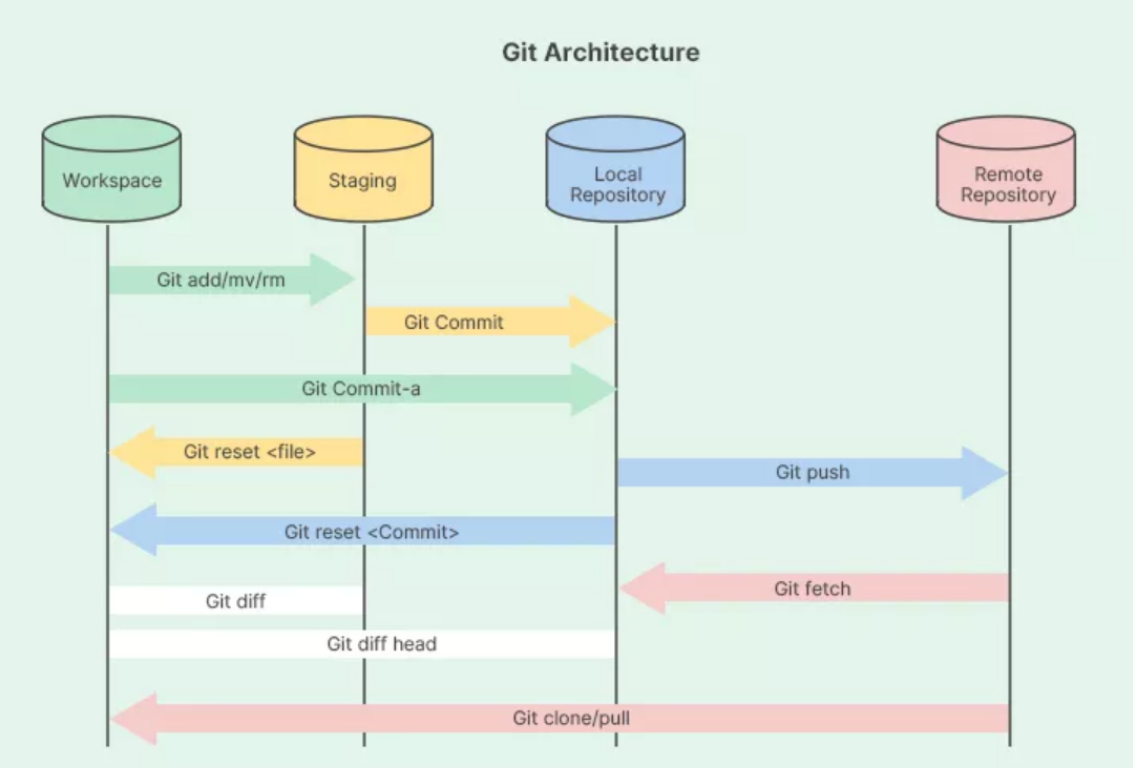 Git Architecture
Workspace
Staging
Local
Repository
Remote
Repository
Git add/mv/rm
Git Commit
Git Commit-a
Git reset <file>
Git push
Git reset <Commit>
Git fetch
Git diff
Git diff head
Git clone/pull